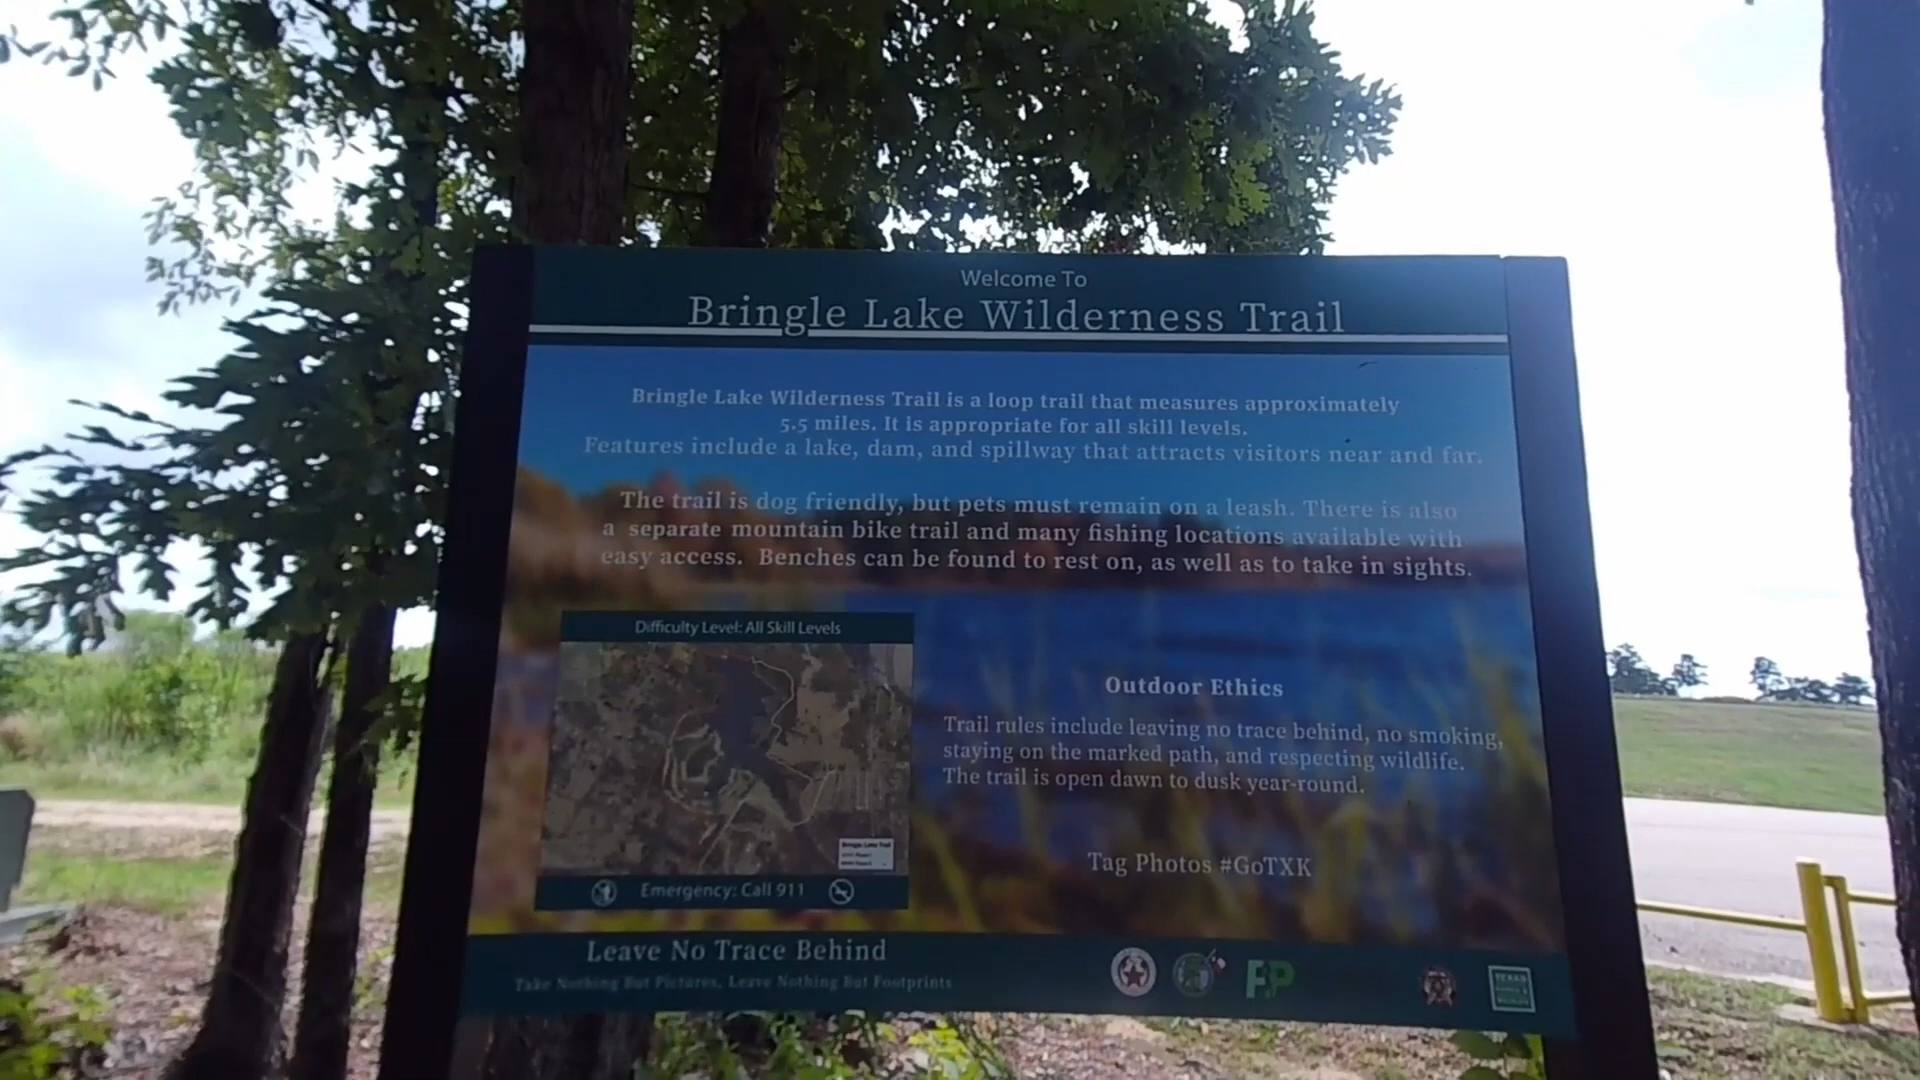 Welcome To
Bringle Lake Wilderness Trail
Bringle Lake Wilderness Trail is a loop trail that measures approximately
5.5 miles. It is appropriate for all skill levels.
Features include a lake, dam, and spillway that attracts visitors near and far.
The trail is dog friendly, but pets must remain on a leash. There is also
a separate mountain bike trail and many fishing locations available with
easy access. Benches can be found to rest on, as well as to take in sights.
Difficulty Level: All Skill Levels
Bringle Lake Trail
Emergency: Call 911
Outdoor Ethics
Trail rules include leaving no trace behind, no smoking,
staying on the marked path, and respecting wildlife.
The trail is open dawn to dusk year-round.
Tag Photos #GoTXK
Leave No Trace Behind
Take Nothing But Pictures, Leave Nothing But Footprints
TEXAS